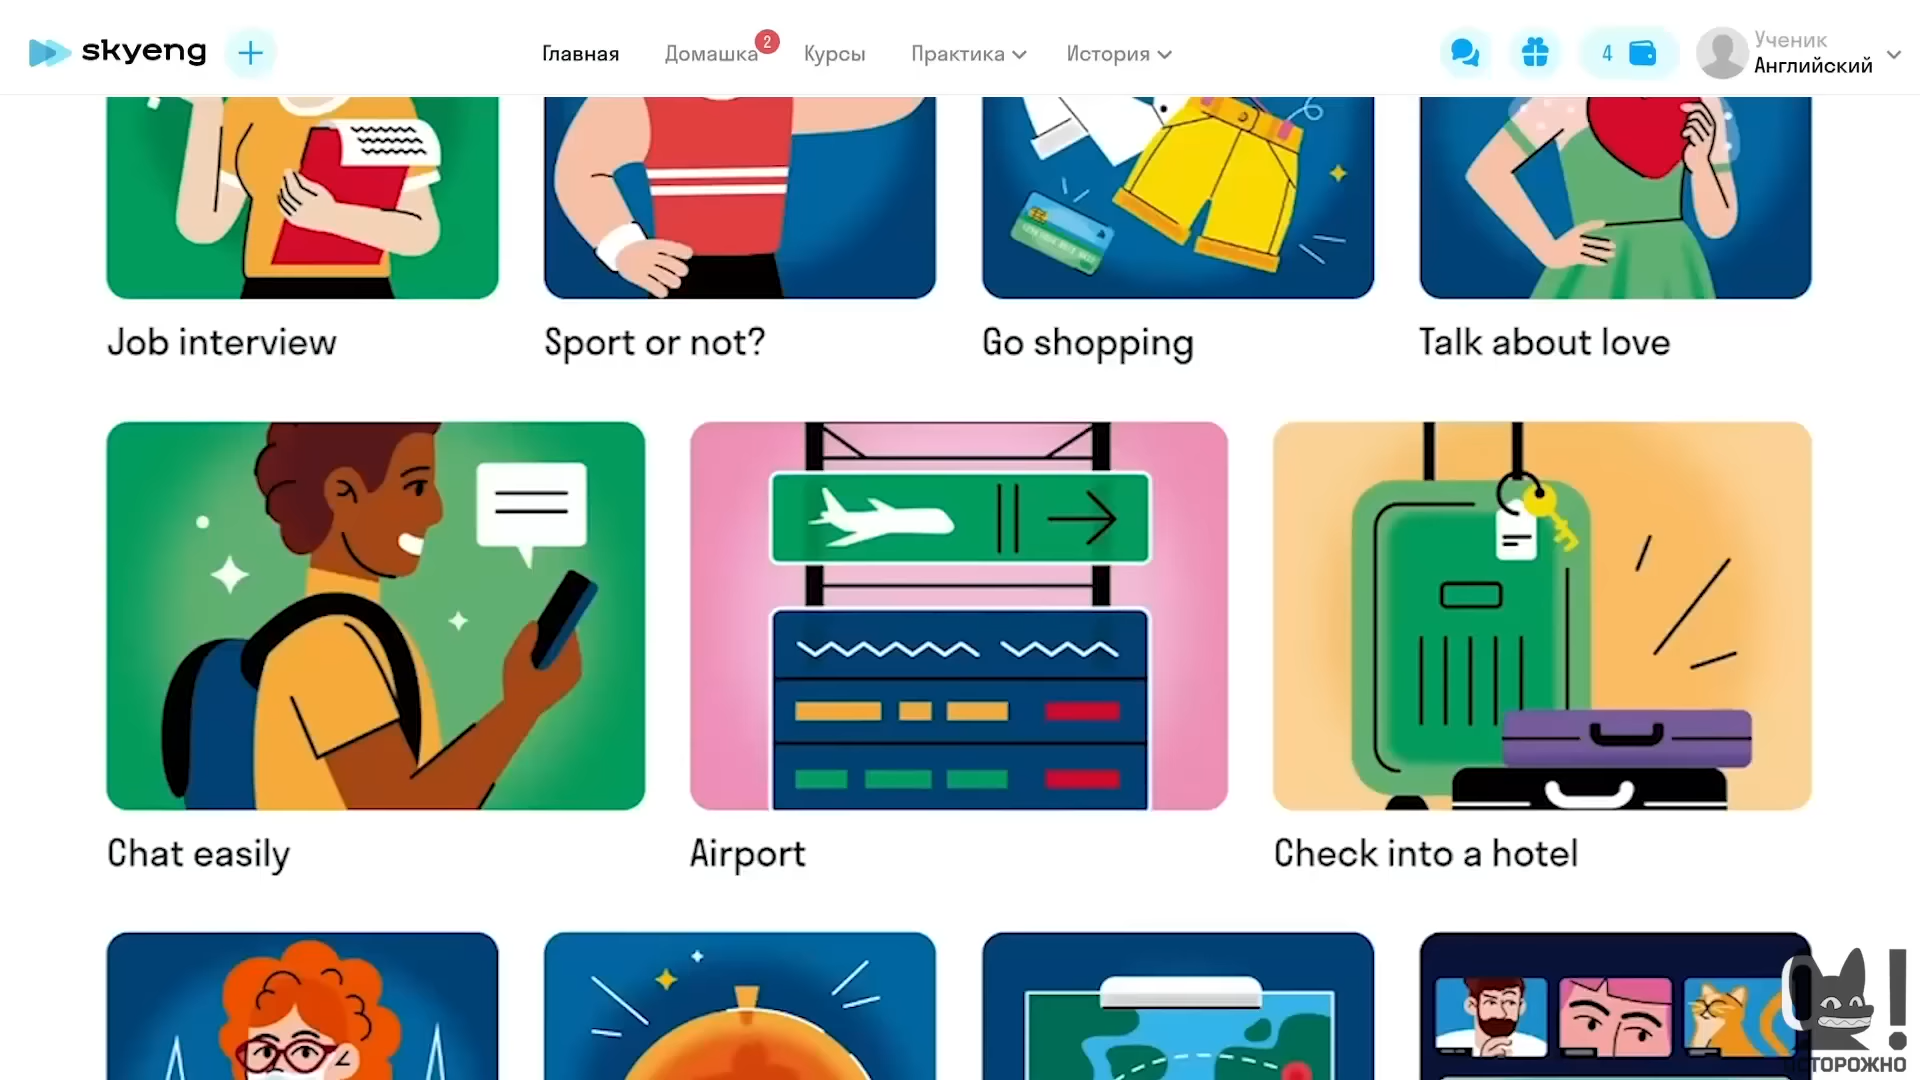 skyeng
Главная
Домашка
2
Курсы
Практика
История
4
Ученик
Английский
Job interview
Sport or not?
Go shopping
Talk about love
Chat easily
Airport
Check into a hotel
ОСТОРОЖНО